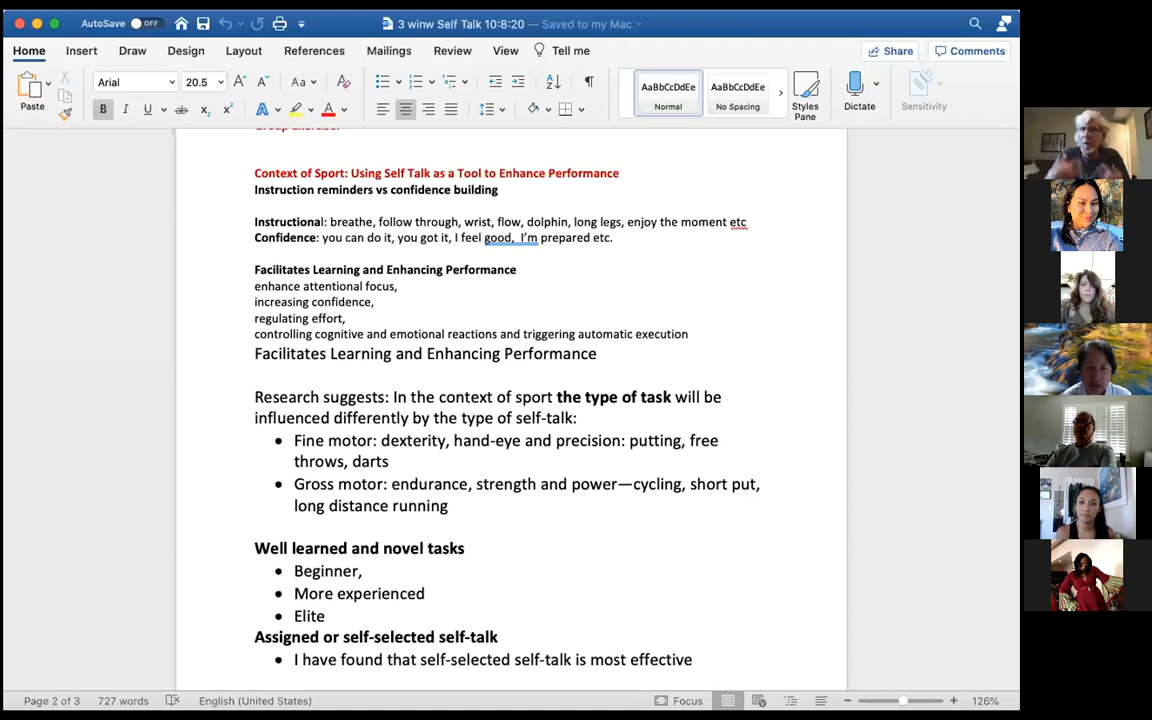 AutoSave OFF
3 winw Self Talk 10:8:20 — Saved to my Mac
Home Insert Draw Design Layout References Mailings Review View Tell me Share Comments
Paste Arial 20.5 Aa AaBbCcDdEe Normal AaBbCcDdEe No Spacing Styles Pane Dictate Sensitivity
Group Exercise:
Context of Sport: Using Self Talk as a Tool to Enhance Performance
Instruction reminders vs confidence building
Instructional: breathe, follow through, wrist, flow, dolphin, long legs, enjoy the moment etc
Confidence: you can do it, you got it, I feel good, I'm prepared etc.
Facilitates Learning and Enhancing Performance
enhance attentional focus,
increasing confidence,
regulating effort,
controlling cognitive and emotional reactions and triggering automatic execution
Facilitates Learning and Enhancing Performance
Research suggests: In the context of sport the type of task will be
influenced differently by the type of self-talk:
• Fine motor: dexterity, hand-eye and precision: putting, free
throws, darts
• Gross motor: endurance, strength and power—cycling, short put,
long distance running
Well learned and novel tasks
• Beginner,
• More experienced
• Elite
Assigned or self-selected self-talk
• I have found that self-selected self-talk is most effective
Page 2 of 3 727 words English (United States) Focus 126%